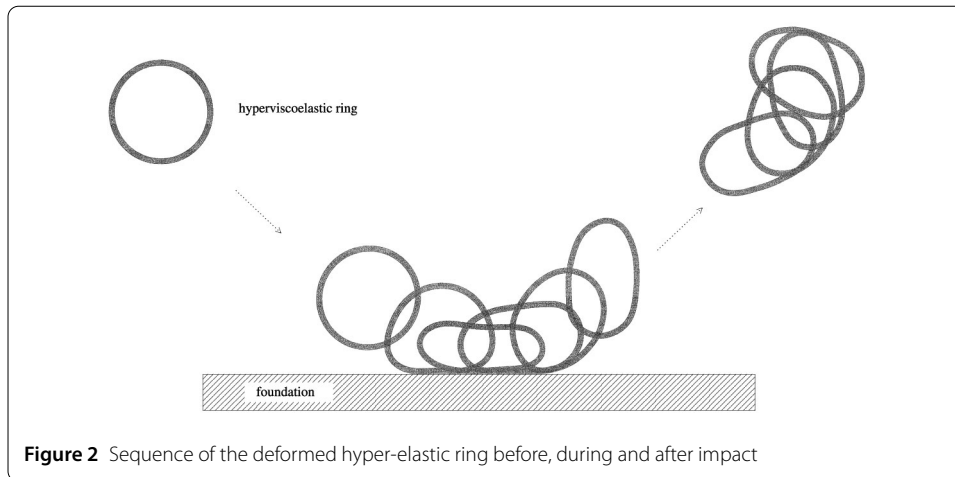 hyperviscoelastic ring
foundation
Figure 2 Sequence of the deformed hyper-elastic ring before, during and after impact